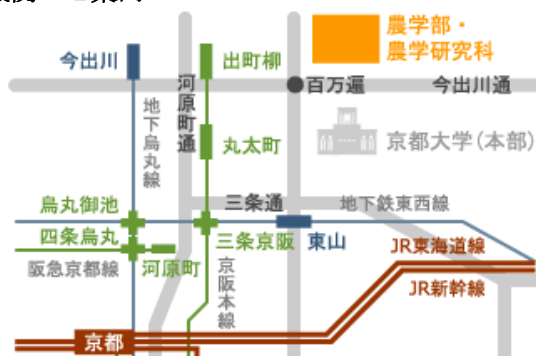 農学部・
農学研究科
今出川
出町柳
百万遍
今出川通
河原町通
地下烏丸線
丸太町
京都大学(本部)
烏丸御池
三条通
地下鉄東西線
四条烏丸
三条京阪
東山
JR東海道線
阪急京都線
河原町
京阪本線
JR新幹線
京都